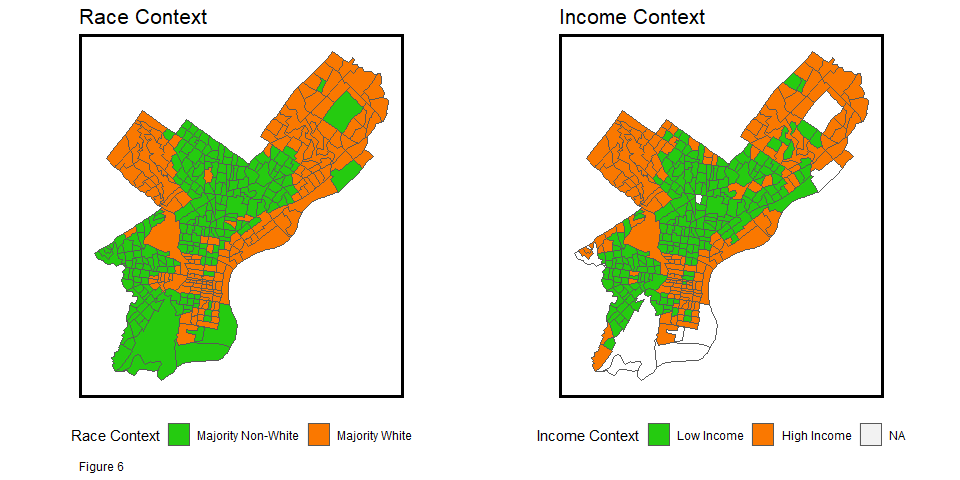 Race Context
Income Context
Race Context Majority Non-White Majority White
Income Context Low Income High Income NA
Figure 6